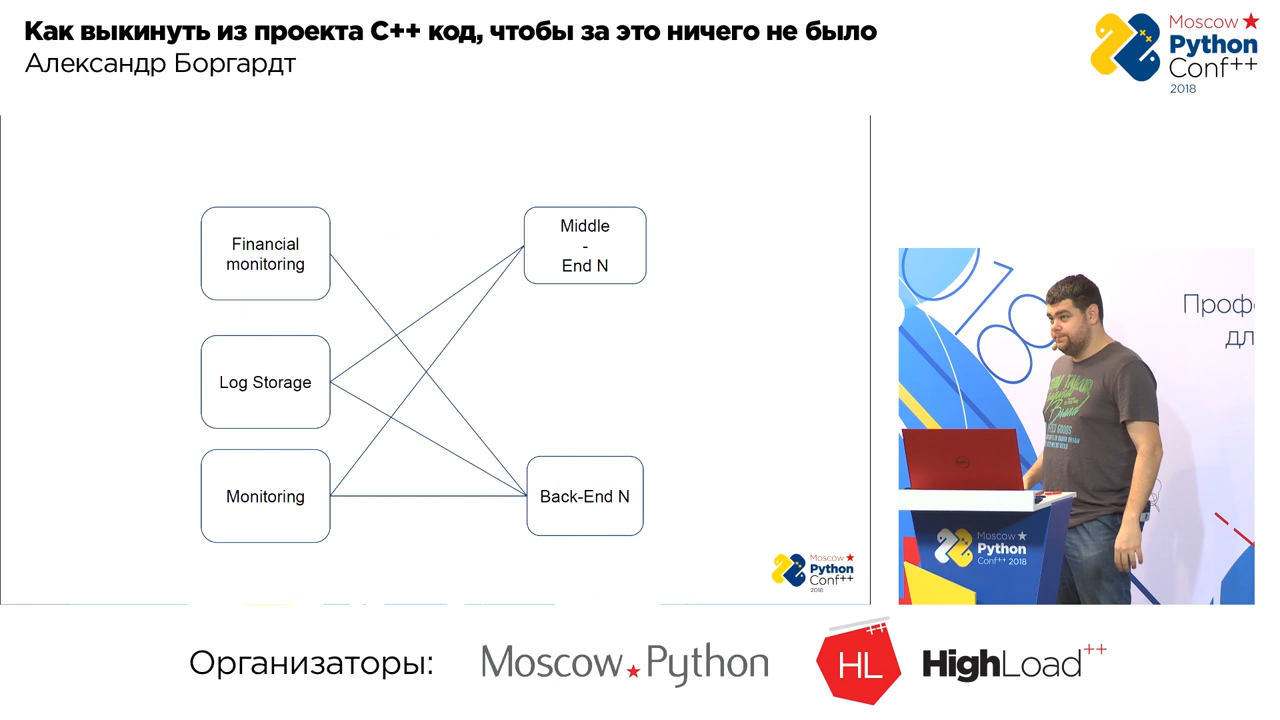 Как выкинуть из проекта С++ код, чтобы за это ничего не было
Александр Боргардт
Moscow
Python
Conf++
2018
Financial
monitoring
Middle
-
End N
Log Storage
Monitoring
Back-End N
Moscow
Python
Conf++
2018
2018
Проф
дл
Moscow
Python
Conf++ 2018
Организаторы:
Moscow Python
++
HL
HighLoad++